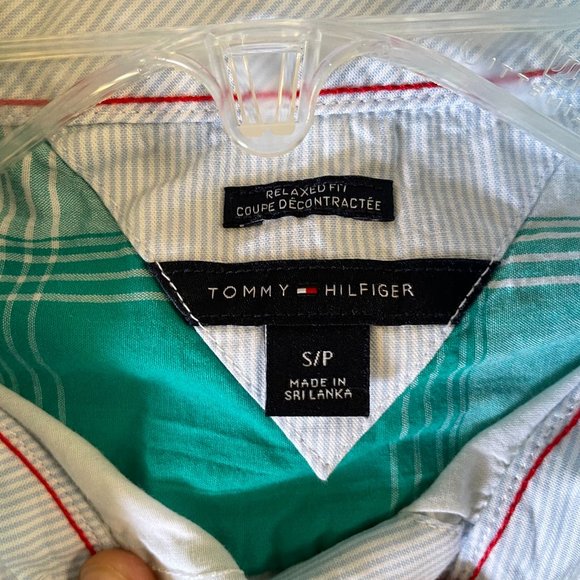 RELAXED FIT
COUPE DÉCONTRACTÉE
TOMMY HILFIGER
S/P
MADE IN
SRI LANKA